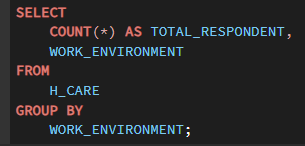 SELECT
COUNT(*) AS TOTAL_RESPONDENT,
WORK_ENVIRONMENT
FROM
H_CARE
GROUP BY
WORK_ENVIRONMENT;